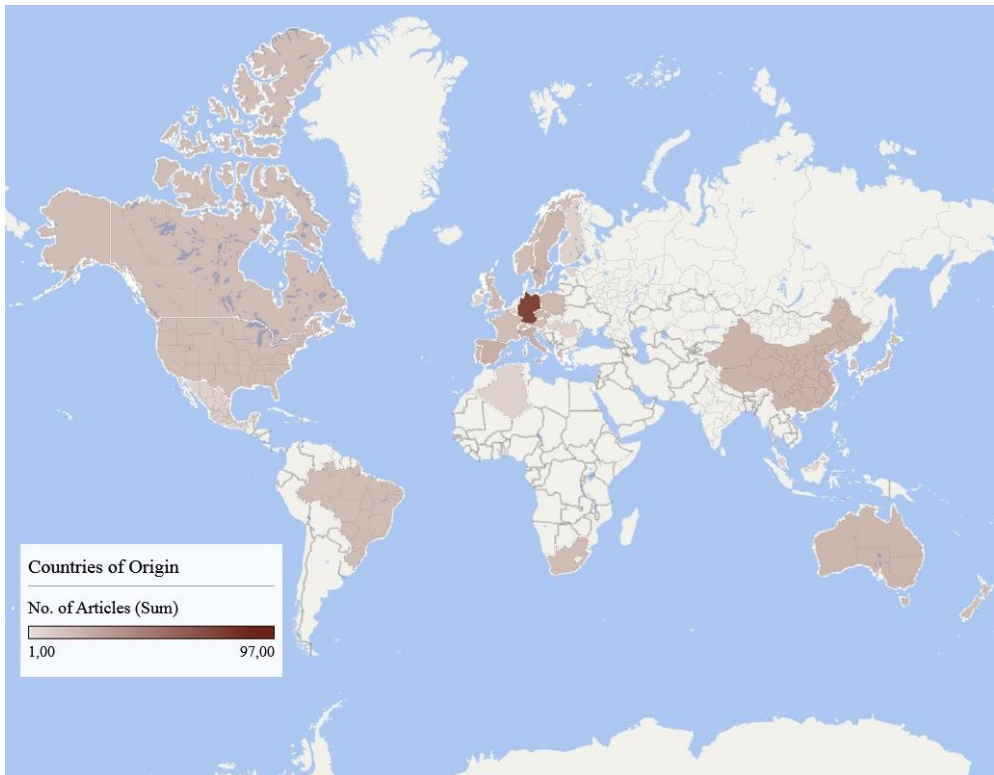 Countries of Origin
No. of Articles (Sum)
1,00 97,00